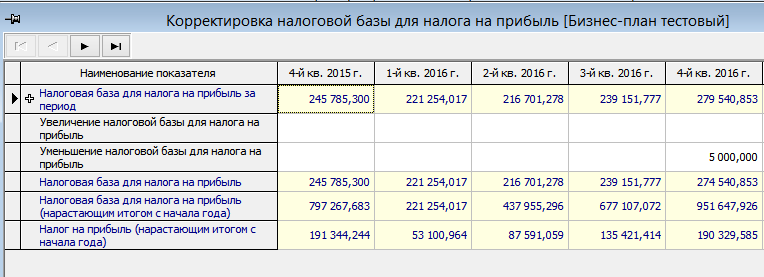 Корректировка налоговой базы для налога на прибыль [Бизнес-план тестовый]
Наименование показателя 4-й кв. 2015 г. 1-й кв. 2016 г. 2-й кв. 2016 г. 3-й кв. 2016 г. 4-й кв. 2016 г.
Налоговая база для налога на прибыль за
период 245 785,300 221 254,017 216 701,278 239 151,777 279 540,853
Увеличение налоговой базы для налога на
прибыль
Уменьшение налоговой базы для налога на
прибыль 5 000,000
Налоговая база для налога на прибыль 245 785,300 221 254,017 216 701,278 239 151,777 274 540,853
Налоговая база для налога на прибыль
(нарастающим итогом с начала года) 797 267,683 221 254,017 437 955,296 677 107,072 951 647,926
Налог на прибыль (нарастающим итогом с
начала года) 191 344,244 53 100,964 87 591,059 135 421,414 190 329,585